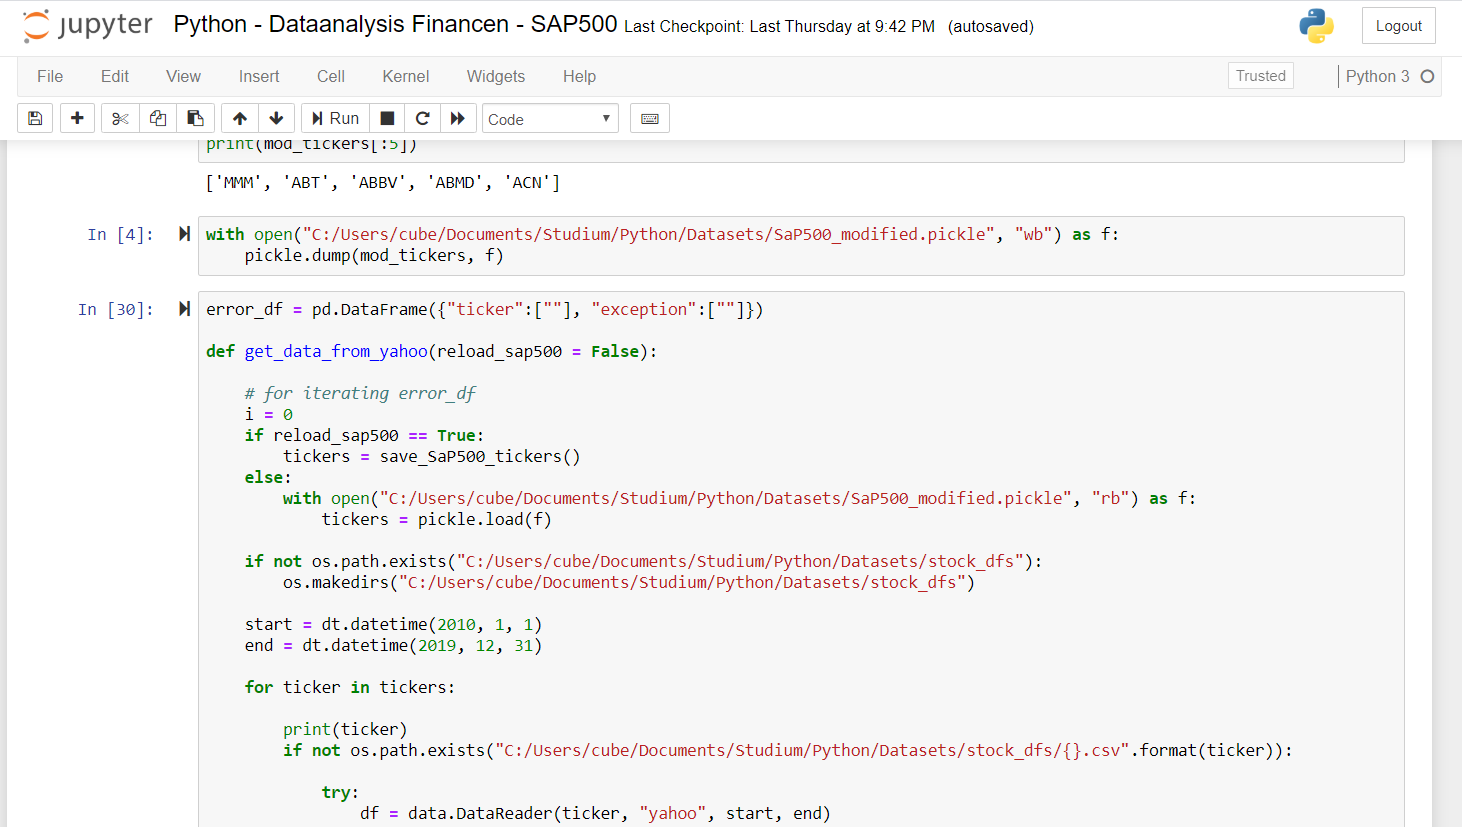 jupyter Python - Dataanalysis Financen - SAP500 Last Checkpoint: Last Thursday at 9:42 PM (autosaved) Logout
File Edit View Insert Cell Kernel Widgets Help Trusted Python 3
Run Code
print(mod_tickers[:5])
['MMM', 'ABT', 'ABBV', 'ABMD', 'ACN']
In [4]: with open("C:/Users/cube/Documents/Studium/Python/Datasets/SaP500_modified.pickle", "wb") as f:
pickle.dump(mod_tickers, f)
In [30]: error_df = pd.DataFrame({"ticker":[""], "exception":[""]})
def get_data_from_yahoo(reload_sap500 = False):
# for iterating error_df
i = 0
if reload_sap500 == True:
tickers = save_SaP500_tickers()
else:
with open("C:/Users/cube/Documents/Studium/Python/Datasets/SaP500_modified.pickle", "rb") as f:
tickers = pickle.load(f)
if not os.path.exists("C:/Users/cube/Documents/Studium/Python/Datasets/stock_dfs"):
os.makedirs("C:/Users/cube/Documents/Studium/Python/Datasets/stock_dfs")
start = dt.datetime(2010, 1, 1)
end = dt.datetime(2019, 12, 31)
for ticker in tickers:
print(ticker)
if not os.path.exists("C:/Users/cube/Documents/Studium/Python/Datasets/stock_dfs/{}.csv".format(ticker)):
try:
df = data.DataReader(ticker, "yahoo", start, end)